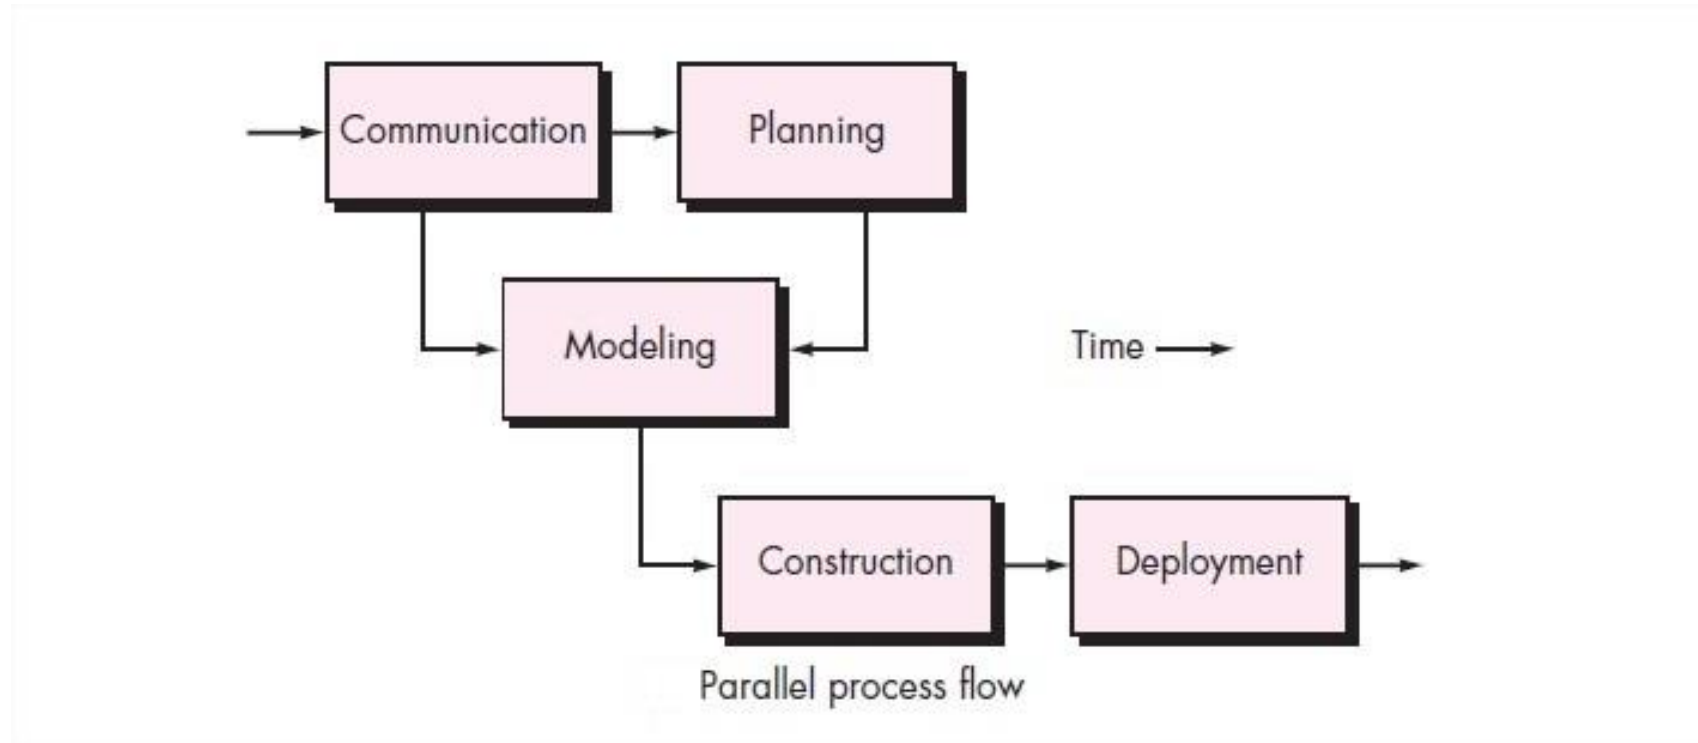 Communication
Planning
Modeling
Time
Construction
Deployment
Parallel process flow